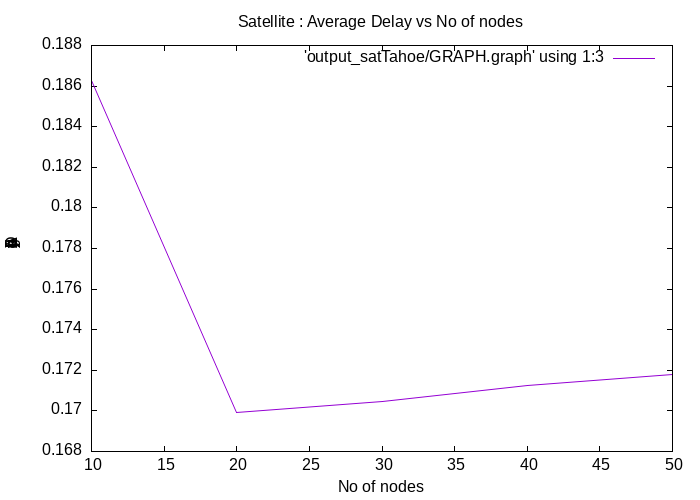 Satellite : Average Delay vs No of nodes
'output_satTahoe/GRAPH.graph' using 1:3
0.188
0.186
0.184
0.182
0.18
0.178
0.176
0.174
0.172
0.17
0.168
10 15 20 25 30 35 40 45 50
No of nodes